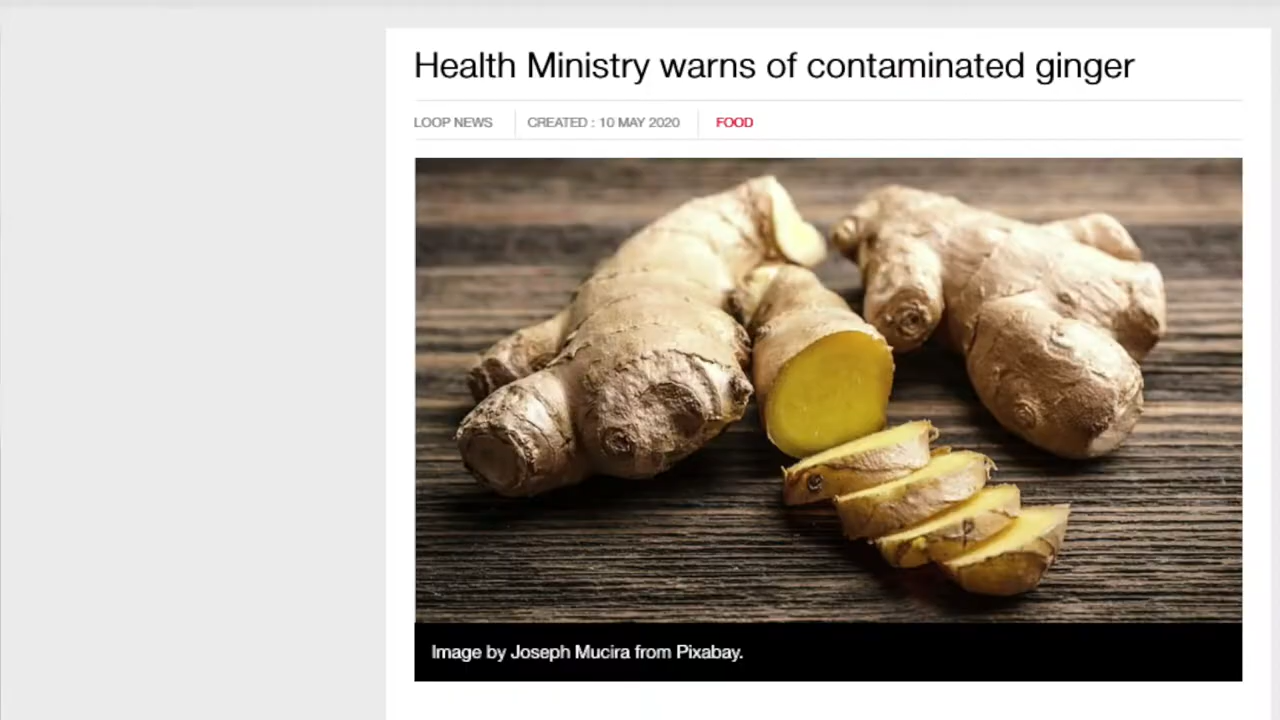 Health Ministry warns of contaminated ginger
LOOP NEWS CREATED : 10 MAY 2020 FOOD
Image by Joseph Mucira from Pixabay.